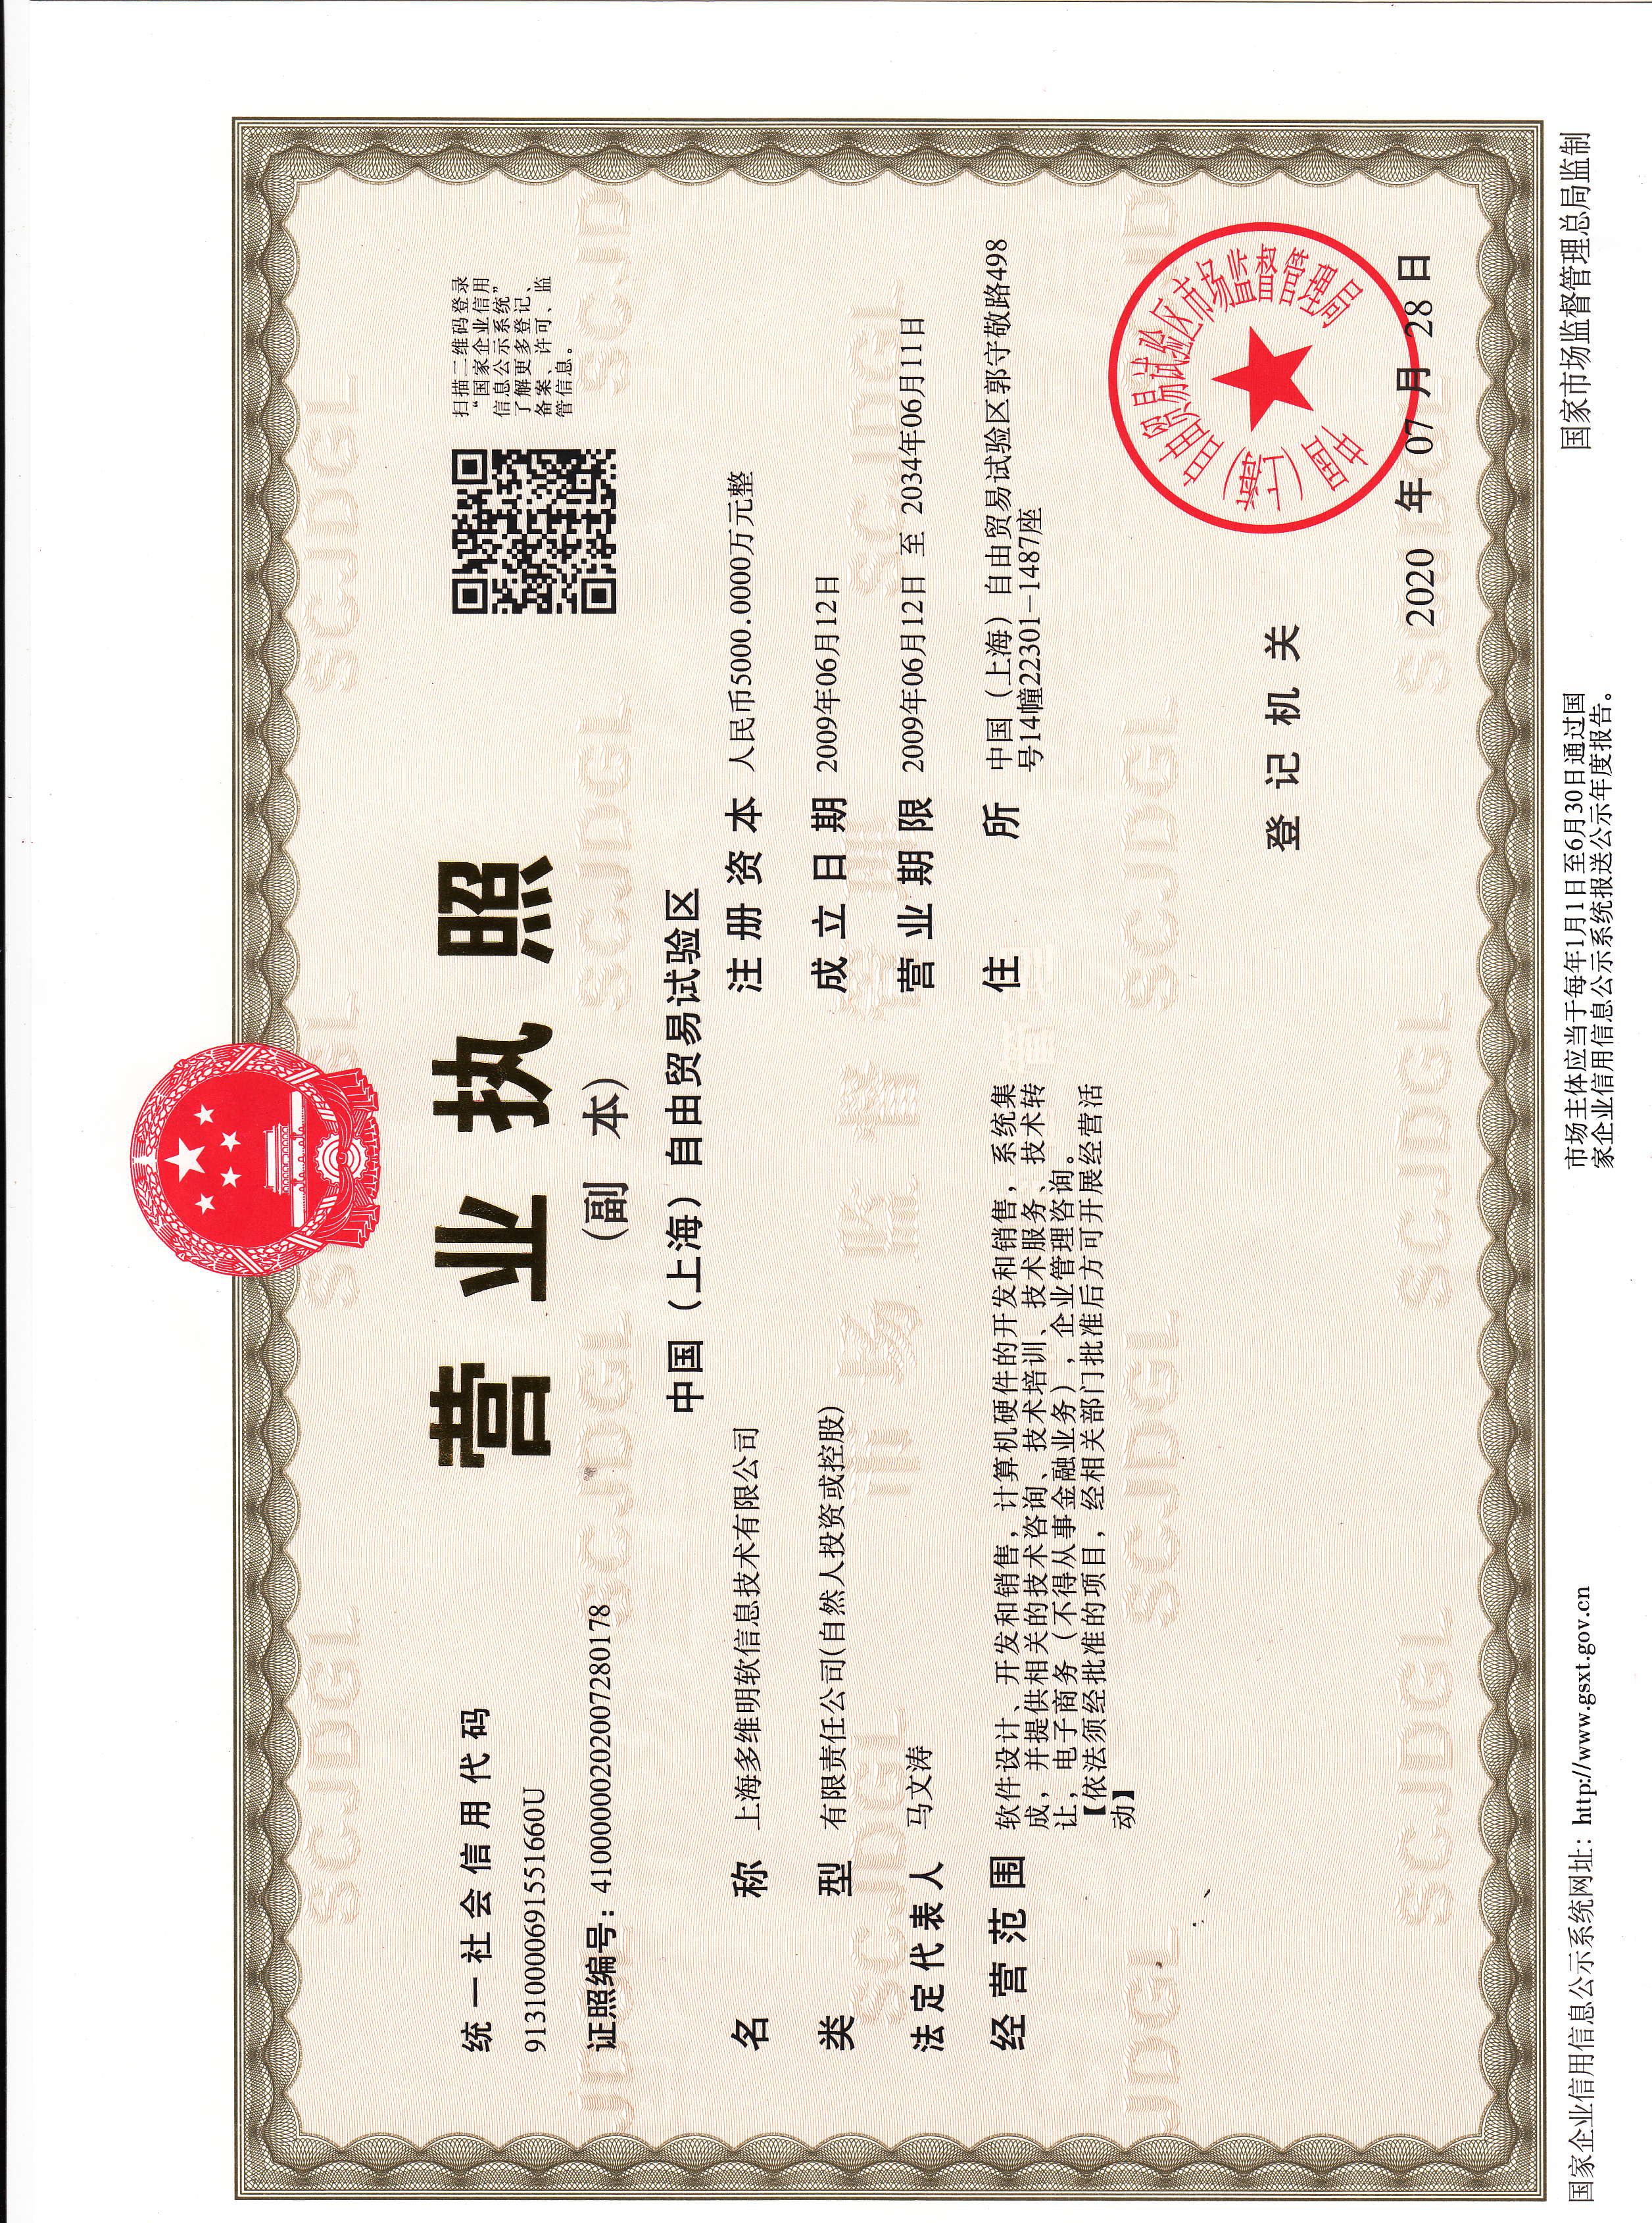 营业执照
（副 本）
中国（上海）自由贸易试验区
扫描二维码登录
“国家企业信用
信息公示系统”
了解更多登记、
备案、许可、监
管信息。
统一社会信用代码
91310000691551660U
证照编号：41000000202007280178
名 称 上海多维明软信息技术有限公司
类 型 有限责任公司(自然人投资或控股)
法定代表人 马文涛
经营范围 软件设计、开发和销售，计算机硬件的开发和销售，系统集
成，并提供相关的技术咨询、技术培训、技术服务、技术转
让，电子商务（不得从事金融业务），企业管理咨询。
【依法须经批准的项目，经相关部门批准后方可开展经营活
动】
注册资本 人民币5000.0000万元整
成立日期 2009年06月12日
营业期限 2009年06月12日 至 2034年06月11日
住 所 中国（上海）自由贸易试验区郭守敬路498
号14幢22301-1487座
登记机关
中国(上海)自由贸易试验区市场监督管理局
2020 年 07 月 28 日
国家企业信用信息公示系统网址：http://www.gsxt.gov.cn
市场主体应当于每年1月1日至6月30日通过国
家企业信用信息公示系统报送公示年度报告。
国家市场监督管理总局监制
SCJDGL
市场监督管理